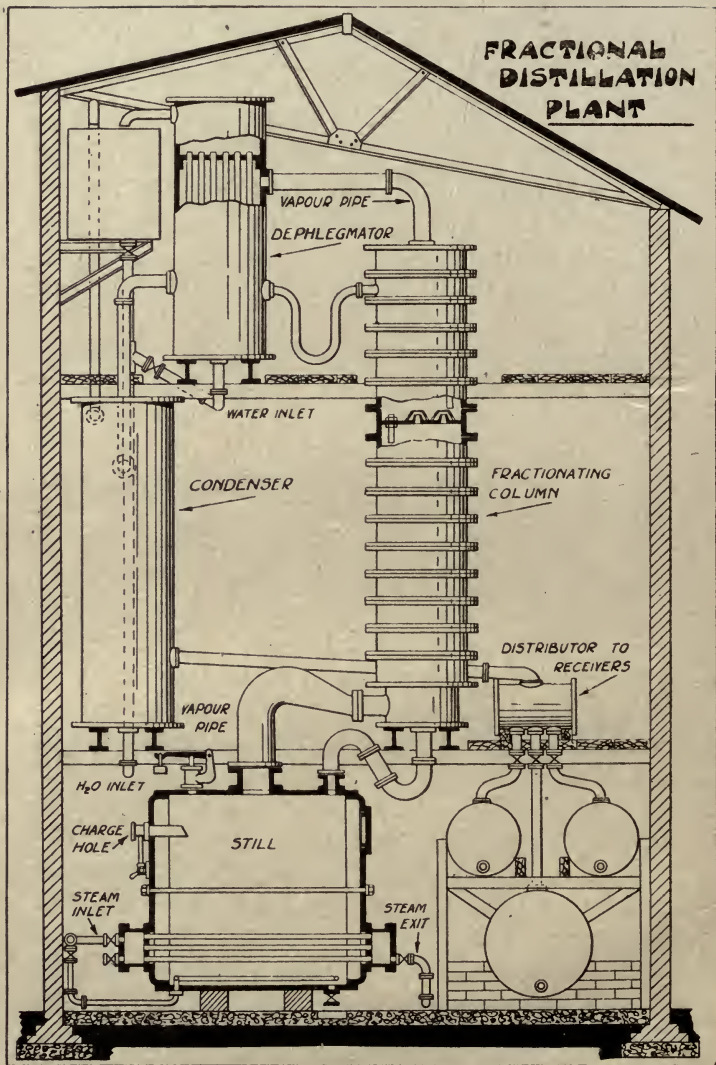 FRACTIONAL
DISTILLATION
PLANT
VAPOUR PIPE
DEPHLEGMATOR
WATER INLET
CONDENSER
FRACTIONATING
COLUMN
DISTRIBUTOR TO
RECEIVERS
VAPOUR
PIPE
H₂O INLET
CHARGE
HOLE
STILL
STEAM
INLET
STEAM
EXIT